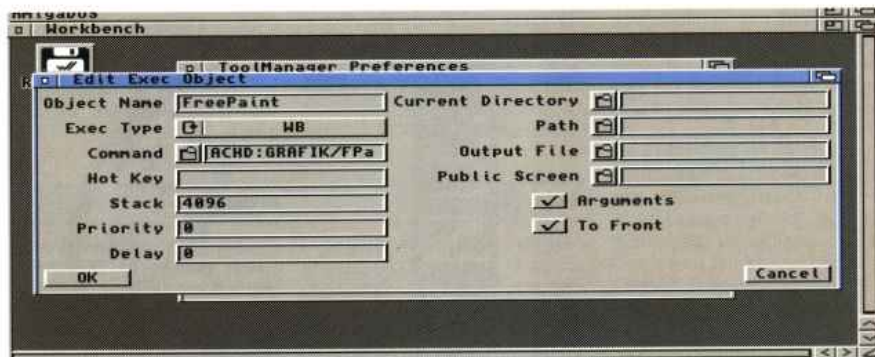 AmigaDOS
Workbench
ToolManager Preferences
Edit Exec Object
Object Name FreePaint
Exec Type WB
Command ACHD:GRAFIK/FPa
Hot Key
Stack 4096
Priority 0
Delay 0
OK
Current Directory
Path
Output File
Public Screen
Arguments
To Front
Cancel